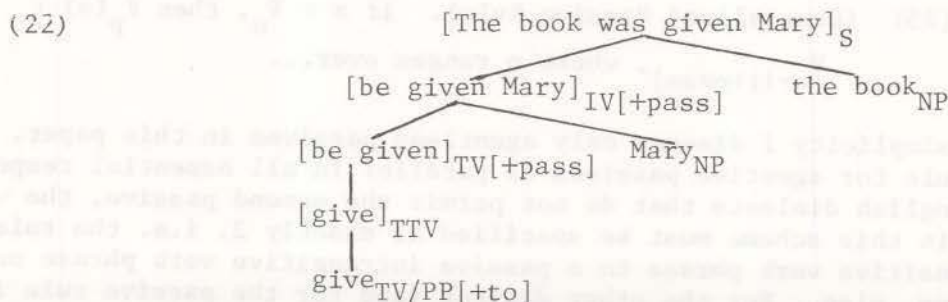 (22) [The book was given Mary]S
[be given Mary]IV[+pass] the bookNP
[be given]TV[+pass] MaryNP
[give]TTV
giveTV/PP[+to]